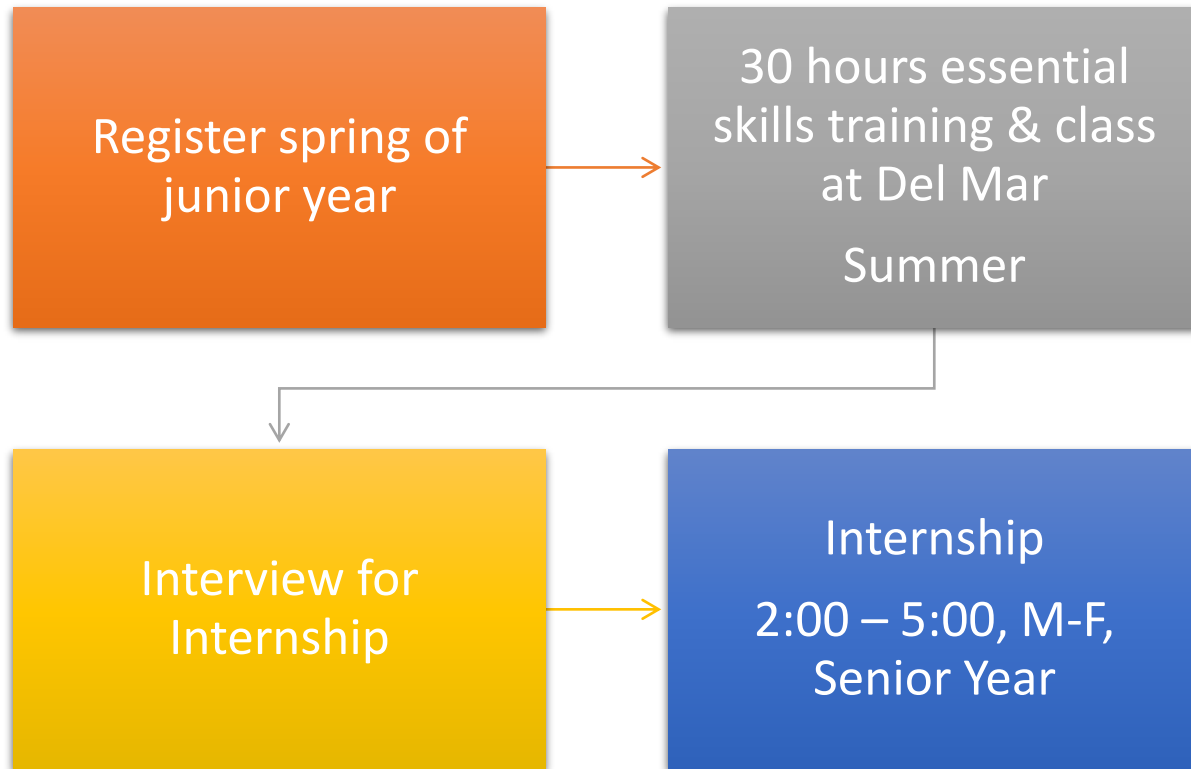 Register spring of
junior year
30 hours essential
skills training & class
at Del Mar
Summer
Interview for
Internship
Internship
2:00 – 5:00, M-F,
Senior Year